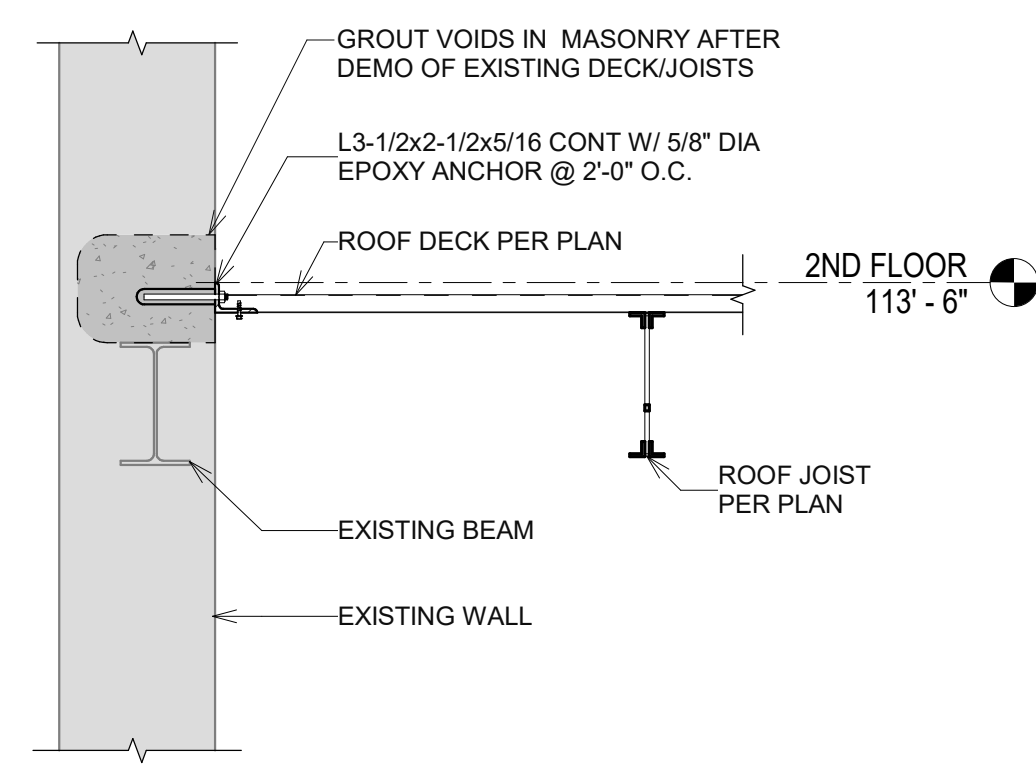 GROUT VOIDS IN MASONRY AFTER
DEMO OF EXISTING DECK/JOISTS
L3-1/2x2-1/2x5/16 CONT W/ 5/8" DIA
EPOXY ANCHOR @ 2'-0" O.C.
ROOF DECK PER PLAN
2ND FLOOR
113' - 6"
ROOF JOIST
PER PLAN
EXISTING BEAM
EXISTING WALL